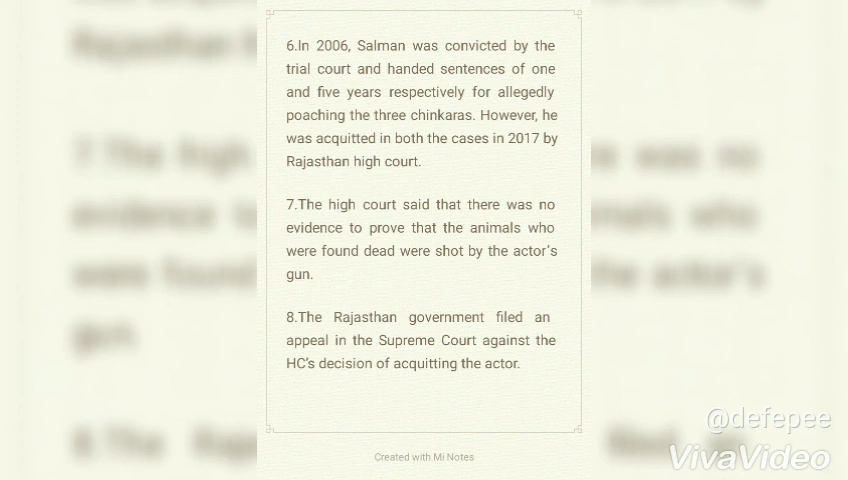 6.In 2006, Salman was convicted by the
trial court and handed sentences of one
and five years respectively for allegedly
poaching the three chinkaras. However, he
was acquitted in both the cases in 2017 by
Rajasthan high court.
7.The high court said that there was no
evidence to prove that the animals who
were found dead were shot by the actor's
gun.
8.The Rajasthan government filed an
appeal in the Supreme Court against the
HC's decision of acquitting the actor.
Created with Mi Notes
@defepee
VivaVideo